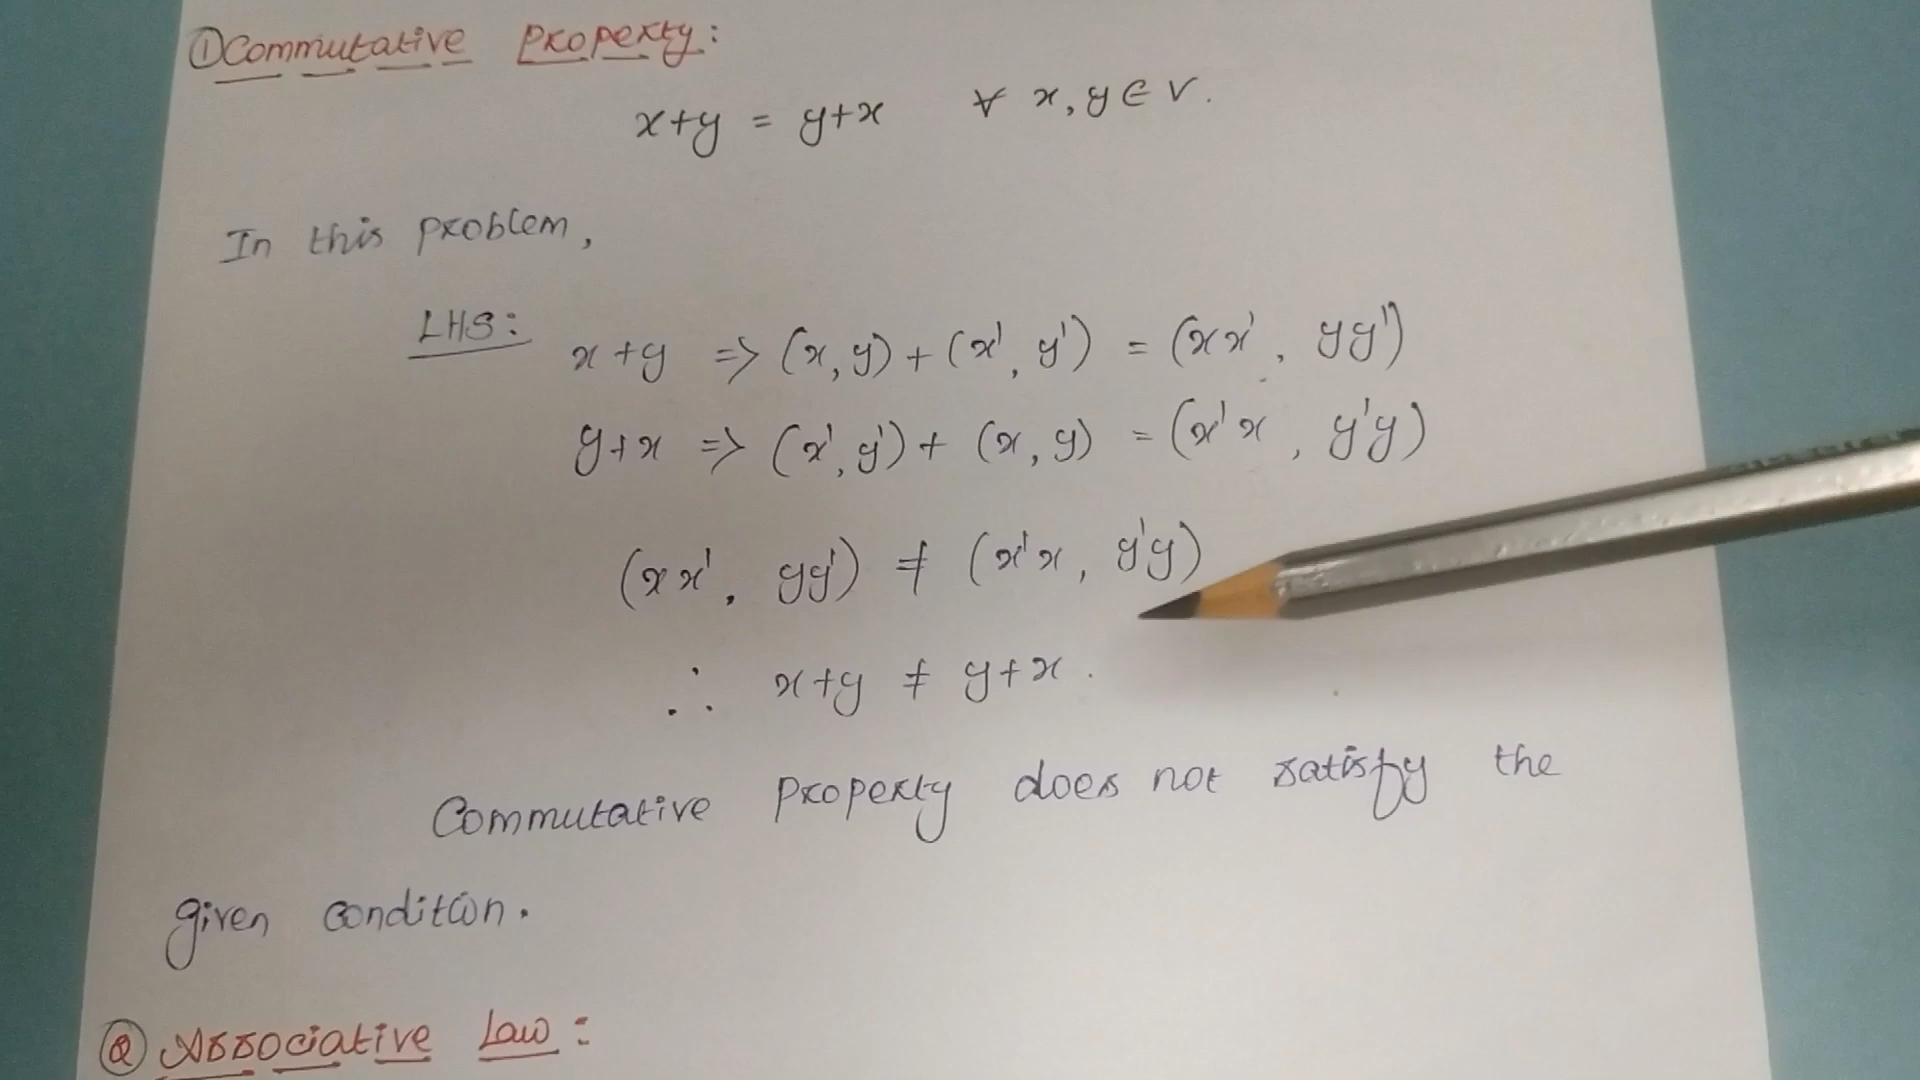 ① Commutative Property:
x+y = y+x ∀ x, y ∈ V.
In this problem,
LHS: x+y => (x, y) + (x', y') = (xx', yy')
y+x => (x', y') + (x, y) = (x'x, y'y)
(xx', yy') ≠ (x'x, y'y)
∴ x+y ≠ y+x.
Commutative Property does not satisfy the
given condition.
② Associative Law: